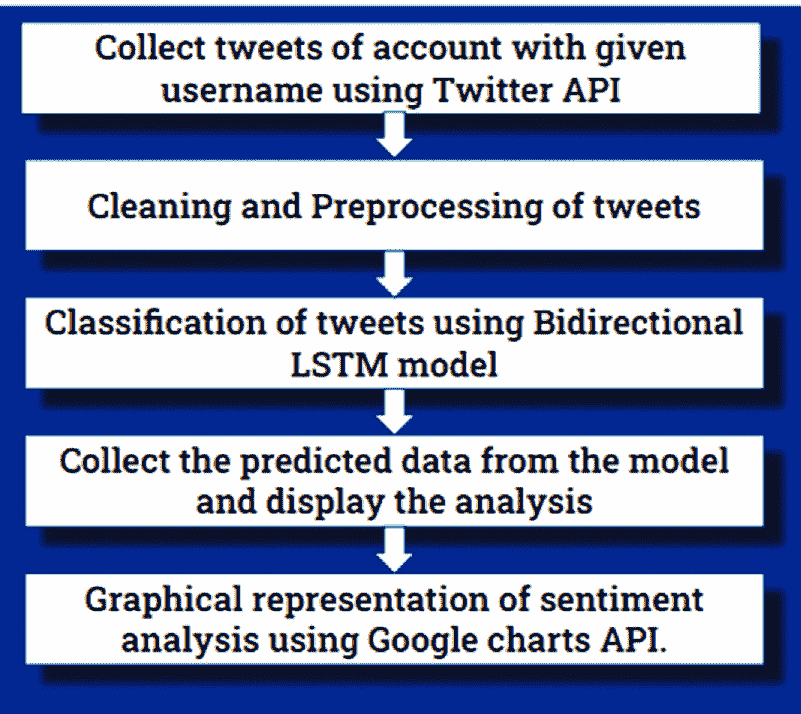 Collect tweets of account with given
username using Twitter API
Cleaning and Preprocessing of tweets
Classification of tweets using Bidirectional
LSTM model
Collect the predicted data from the model
and display the analysis
Graphical representation of sentiment
analysis using Google charts API.